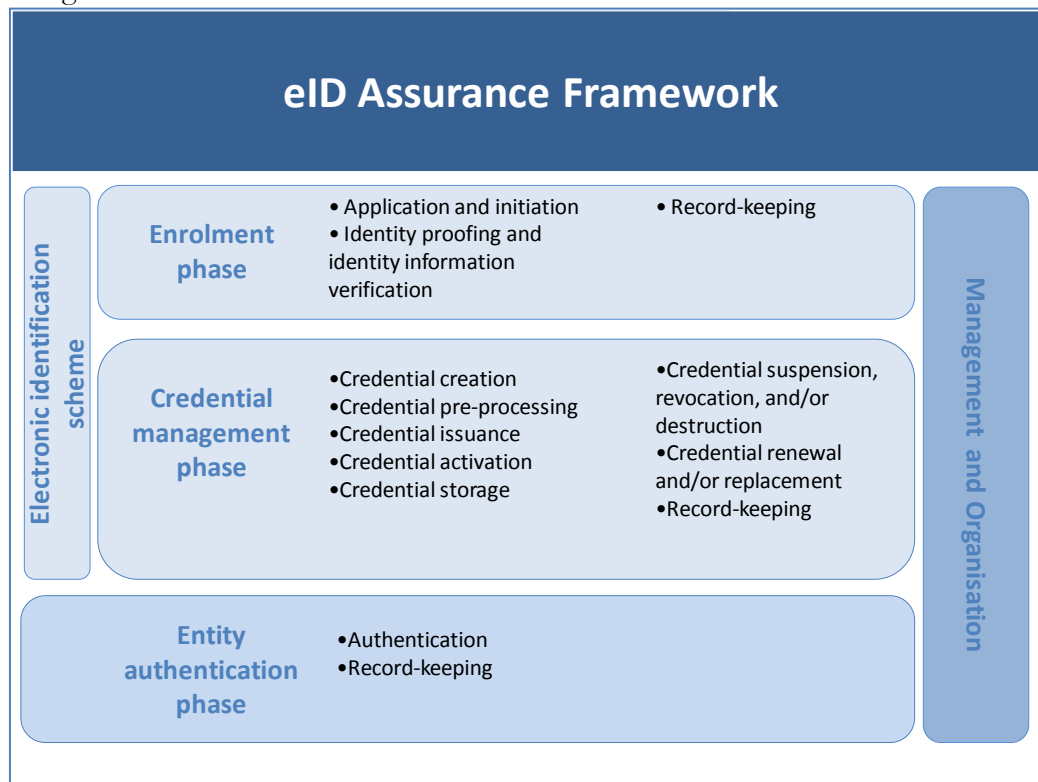 eID Assurance Framework
Electronic identification
scheme
Enrolment
phase
• Application and initiation
• Identity proofing and
identity information
verification
• Record-keeping
Credential
management
phase
•Credential creation
•Credential pre-processing
•Credential issuance
•Credential activation
•Credential storage
•Credential suspension,
revocation, and/or
destruction
•Credential renewal
and/or replacement
•Record-keeping
Entity
authentication
phase
•Authentication
•Record-keeping
Management and Organisation